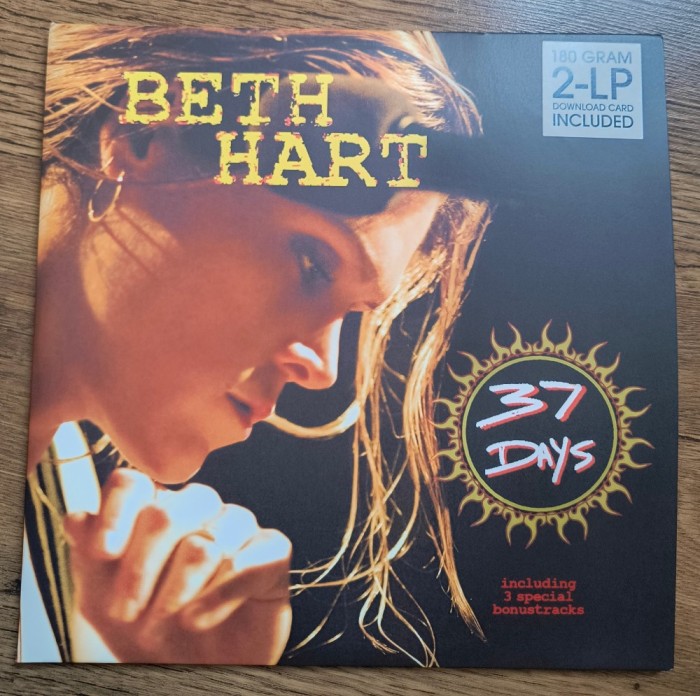 BETH
HART
180 GRAM
2-LP
DOWNLOAD CARD
INCLUDED
37
DAYS
including
3 special
bonustracks